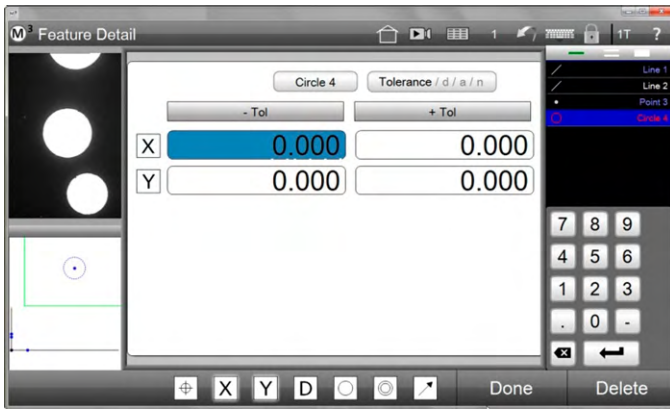 M³ Feature Detail 1 1T ?
Circle 4 Tolerance / d / a / n
- Tol + Tol
X 0.000 0.000
Y 0.000 0.000
Line 1
Line 2
Point 3
Circle 4
7 8 9
4 5 6
1 2 3
. 0 -
X Y D Done Delete